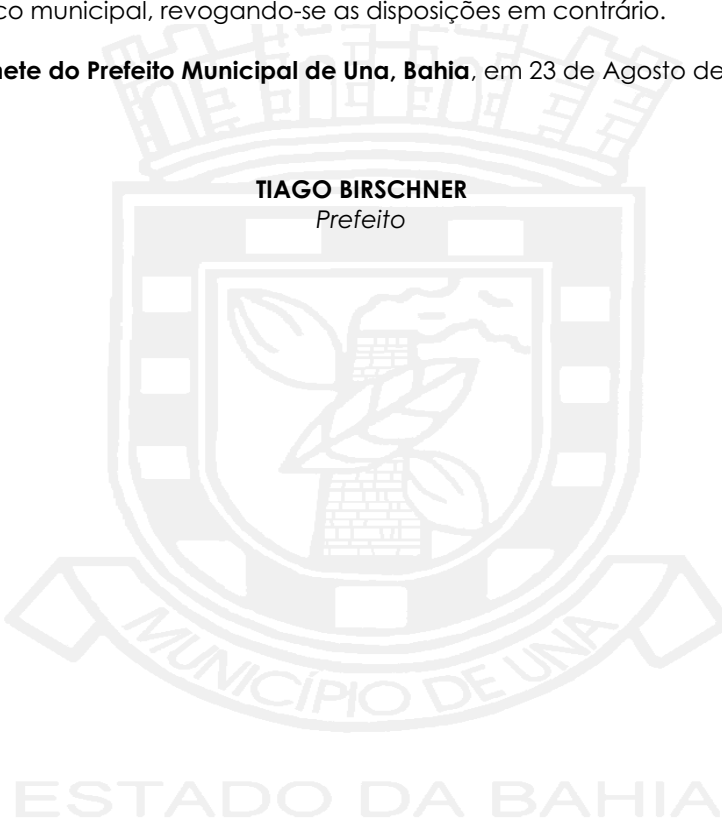 co municipal, revogando-se as disposições em contrário.
nete do Prefeito Municipal de Una, Bahia, em 23 de Agosto de
TIAGO BIRSCHNER
Prefeito
MUNICÍPIO DE UNA
ESTADO DA BAHIA